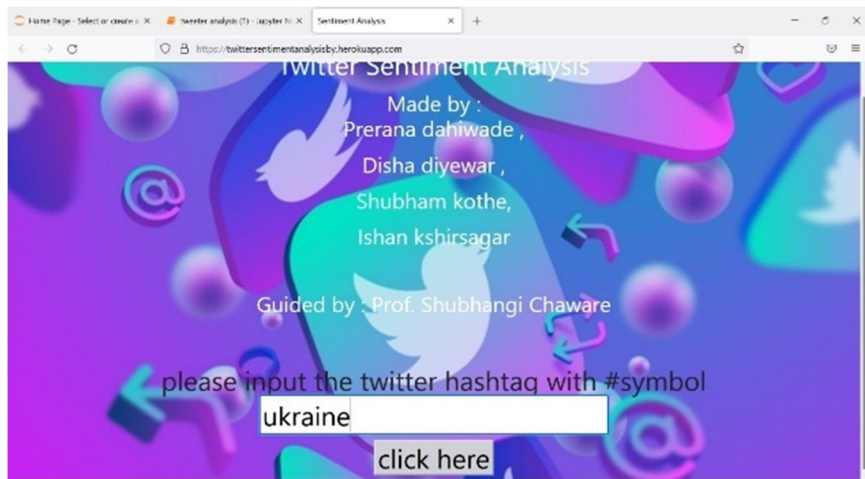 Home Page - Select or create a
tweeter analysis (1) - Jupyter N
Sentiment Analysis
https://twittersentimentanalysisby.herokuapp.com
Twitter Sentiment Analysis
Made by :
Prerana dahiwade ,
Disha diyewar ,
Shubham kothe,
Ishan kshirsagar
Guided by : Prof. Shubhangi Chaware
please input the twitter hashtag with #symbol
ukraine
click here